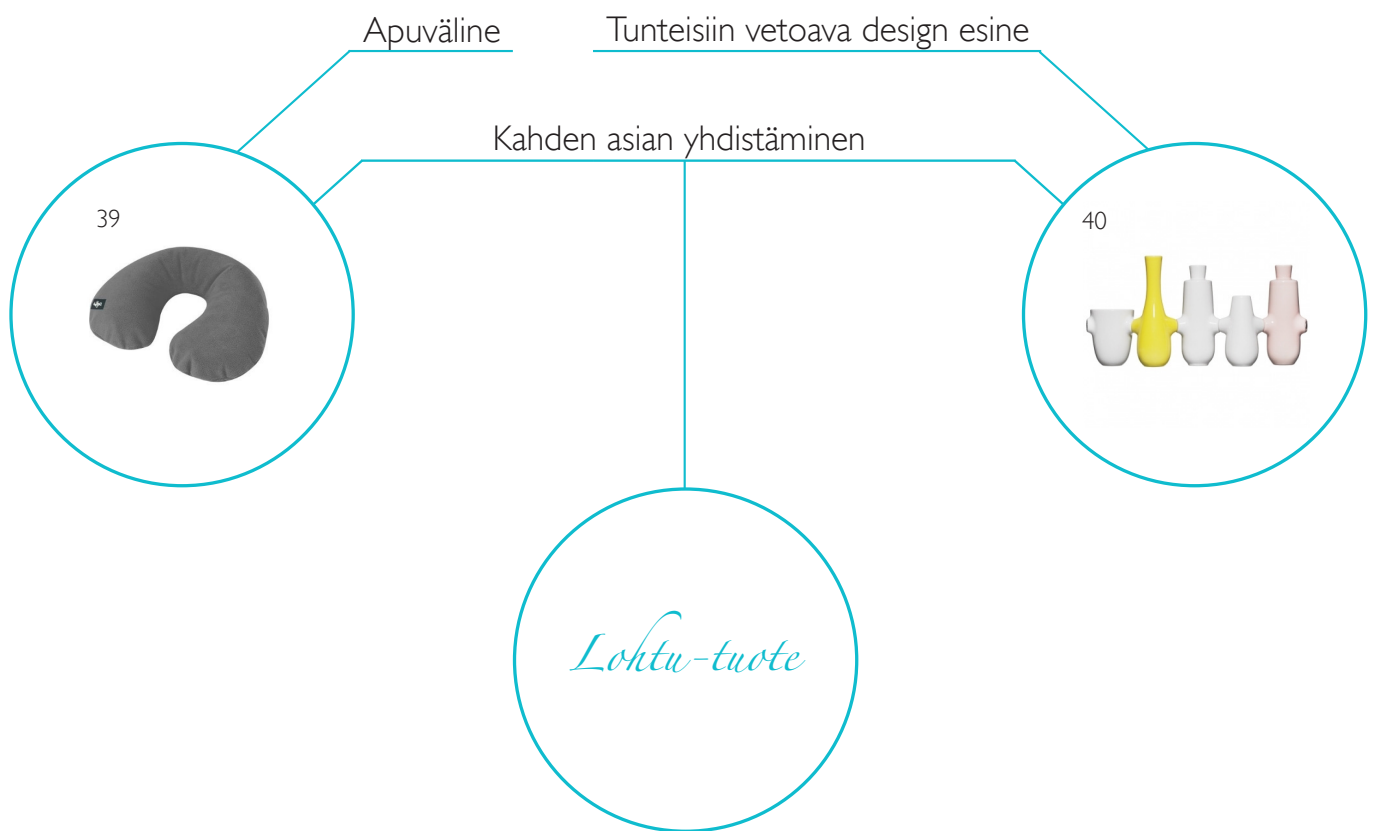 Apuväline
Tunteisiin vetoava design esine
Kahden asian yhdistäminen
39
40
Lohtu-tuote